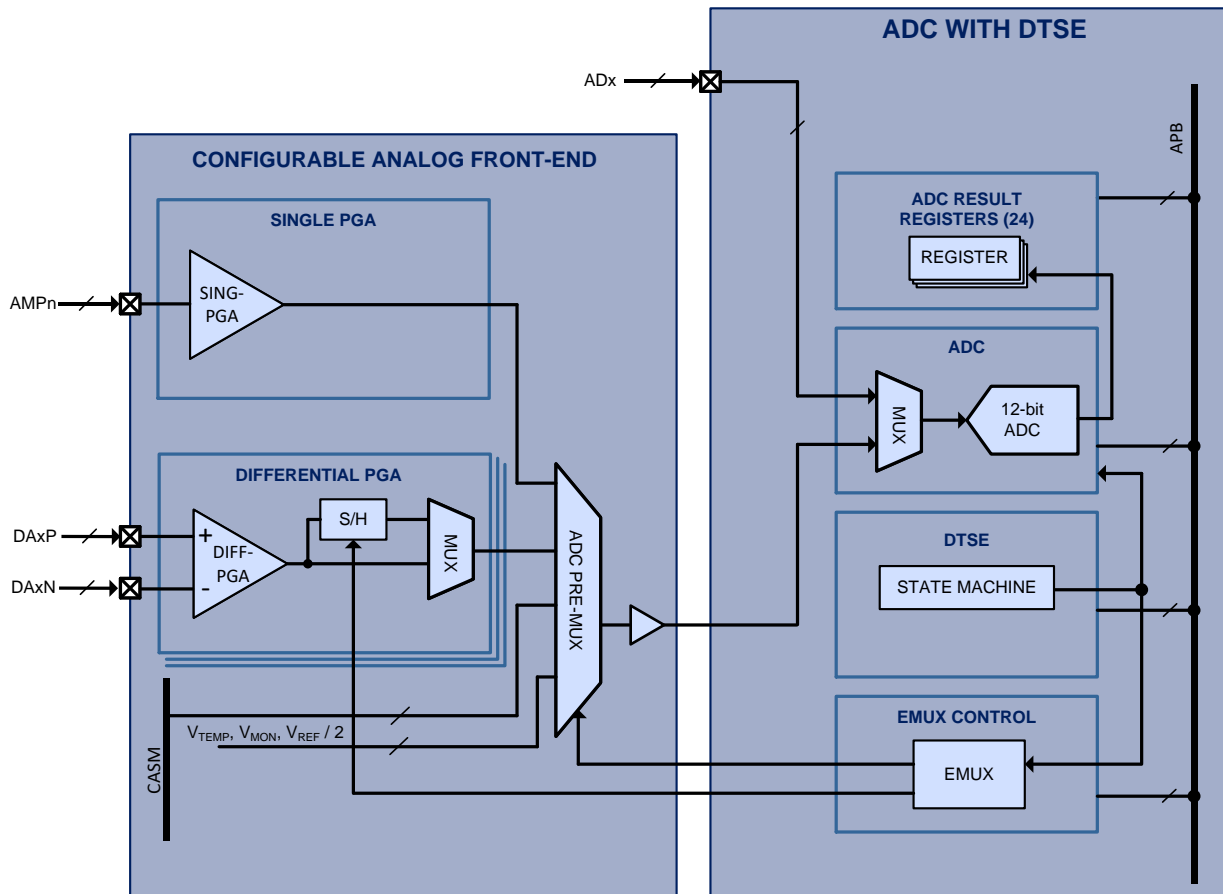 ADC WITH DTSE
ADx
APB
CONFIGURABLE ANALOG FRONT-END
SINGLE PGA
AMPn
SING-
PGA
ADC RESULT
REGISTERS (24)
REGISTER
ADC
MUX
12-bit
ADC
DIFFERENTIAL PGA
DAxP
DAxN
+
-
DIFF-
PGA
S/H
MUX
ADC PRE-MUX
DTSE
STATE MACHINE
CASM
VTEMP, VMON, VREF / 2
EMUX CONTROL
EMUX